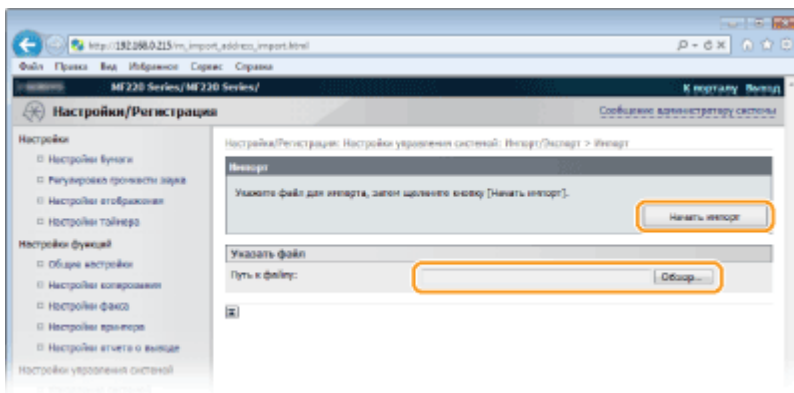 http://192.168.0.215/m_import_address_import.html
Файл Правка Вид Избранное Сервис Справка
MF220 Series/MF220 Series/
К порталу Выход
Настройки/Регистрация
Сообщение администратору системы
Настройки
Настройки бумаги
Регулировка громкости звука
Настройки отображения
Настройки таймера
Настройки функций
Общие настройки
Настройки копирования
Настройки факса
Настройки принтера
Настройки отчета о выводе
Настройки управления системой
Настройка/Регистрация: Настройки управления системой: Импорт/Экспорт > Импорт
Импорт
Укажите файл для импорта, затем щелкните кнопку [Начать импорт].
Начать импорт
Указать файл
Путь к файлу:
Обзор...